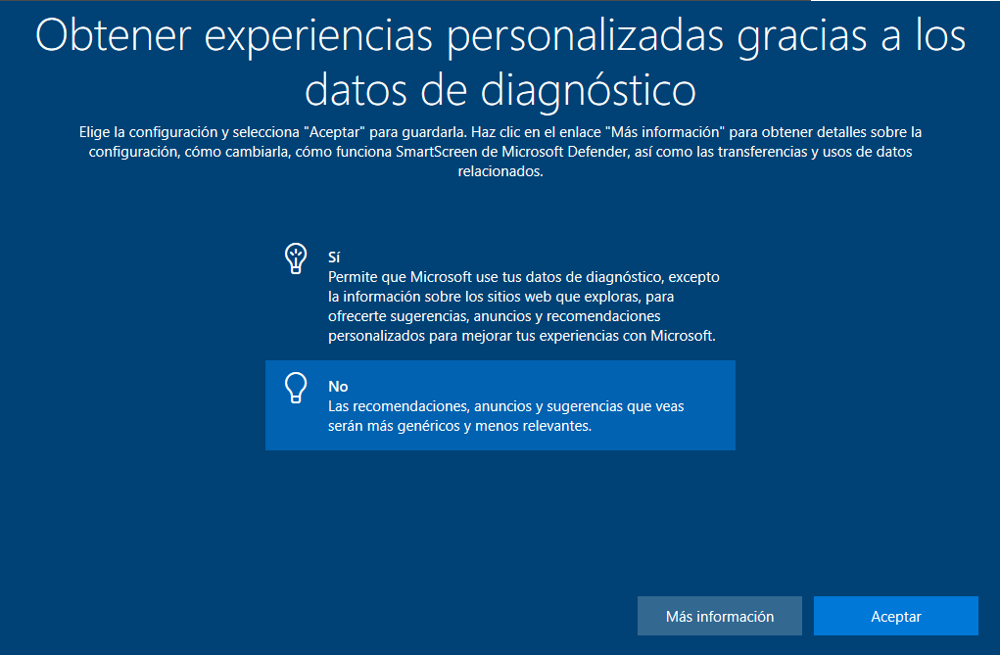 Obtener experiencias personalizadas gracias a los
datos de diagnóstico
Elige la configuración y selecciona "Aceptar" para guardarla. Haz clic en el enlace "Más información" para obtener detalles sobre la
configuración, cómo cambiarla, cómo funciona SmartScreen de Microsoft Defender, así como las transferencias y usos de datos
relacionados.
Sí
Permite que Microsoft use tus datos de diagnóstico, excepto
la información sobre los sitios web que exploras, para
ofrecerte sugerencias, anuncios y recomendaciones
personalizados para mejorar tus experiencias con Microsoft.
No
Las recomendaciones, anuncios y sugerencias que veas
serán más genéricos y menos relevantes.
Más información
Aceptar